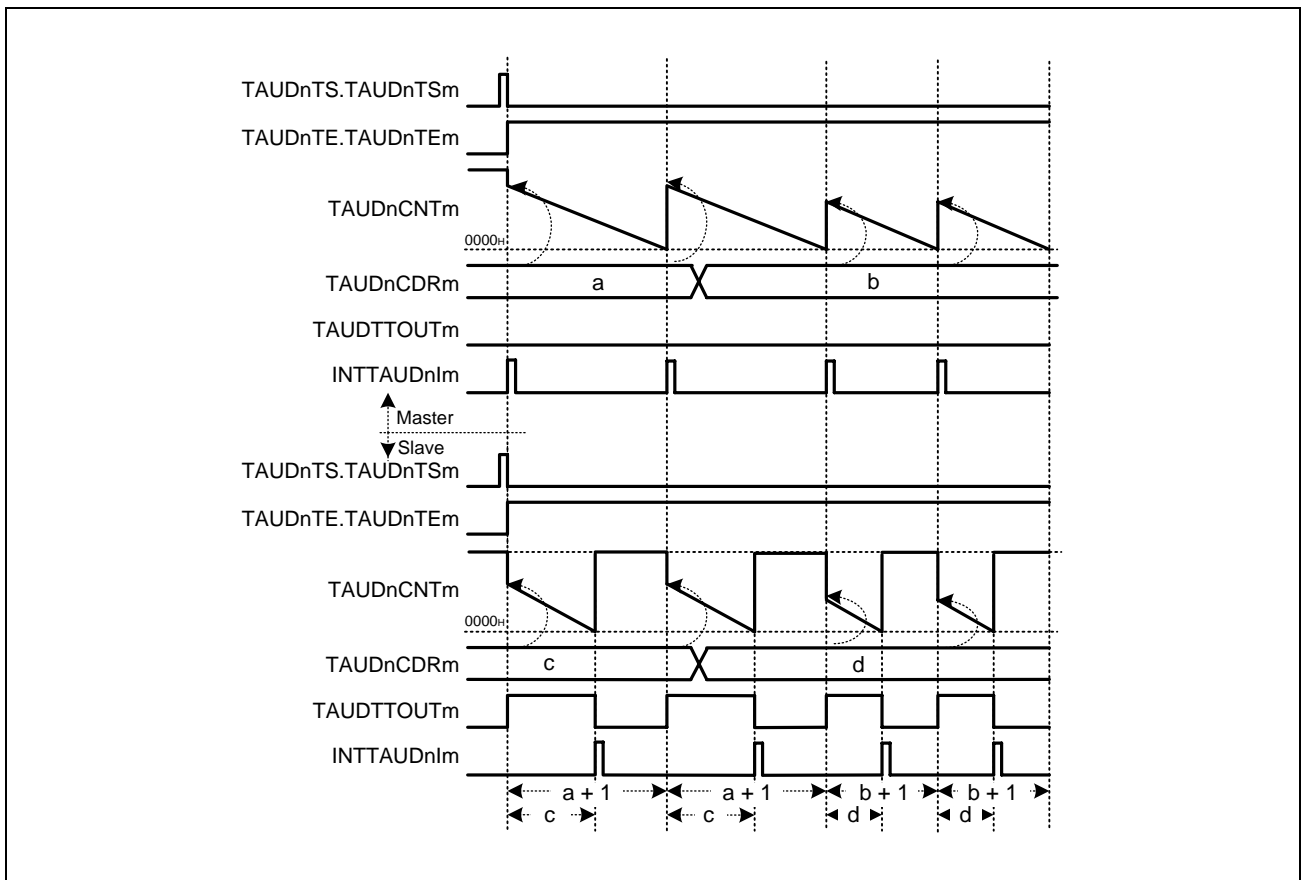 TAUDnTS.TAUDnTSm
TAUDnTE.TAUDnTEm
TAUDnCNTm
0000H
TAUDnCDRm
a
b
TAUDTTOUTm
INTTAUDnIm
Master
Slave
TAUDnTS.TAUDnTSm
TAUDnTE.TAUDnTEm
TAUDnCNTm
0000H
TAUDnCDRm
c
d
TAUDTTOUTm
INTTAUDnIm
a + 1 a + 1 b + 1 b + 1
c c d d